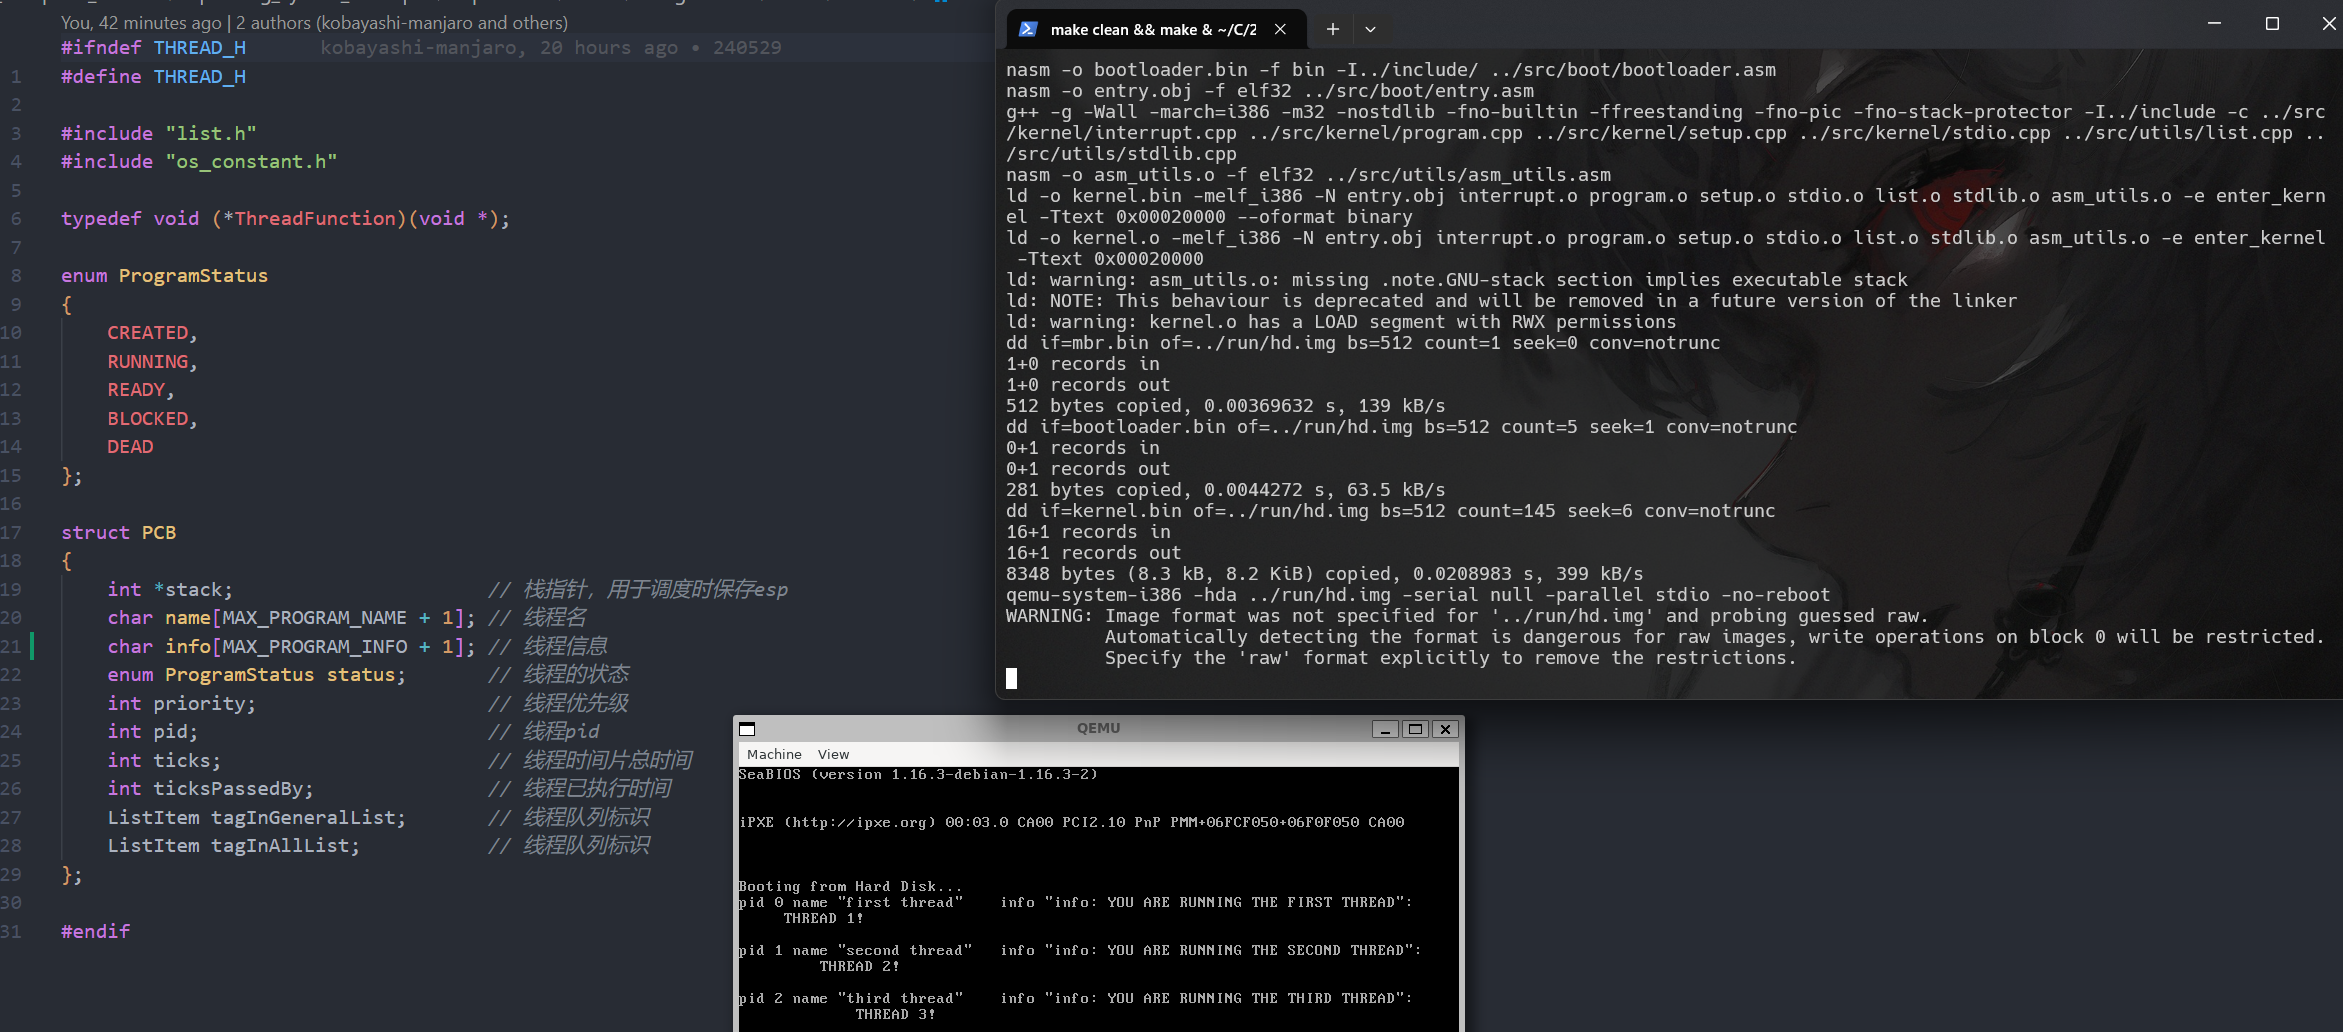 You, 42 minutes ago | 2 authors (kobayashi-manjaro and others)
#ifndef THREAD_H kobayashi-manjaro, 20 hours ago • 240529
1 #define THREAD_H
2
3 #include "list.h"
4 #include "os_constant.h"
5
6 typedef void (*ThreadFunction)(void *);
7
8 enum ProgramStatus
9 {
10 CREATED,
11 RUNNING,
12 READY,
13 BLOCKED,
14 DEAD
15 };
16
17 struct PCB
18 {
19 int *stack; // 栈指针，用于调度时保存esp
20 char name[MAX_PROGRAM_NAME + 1]; // 线程名
21 char info[MAX_PROGRAM_INFO + 1]; // 线程信息
22 enum ProgramStatus status; // 线程的状态
23 int priority; // 线程优先级
24 int pid; // 线程pid
25 int ticks; // 线程时间片总时间
26 int ticksPassedBy; // 线程已执行时间
27 ListItem tagInGeneralList; // 线程队列标识
28 ListItem tagInAllList; // 线程队列标识
29 };
30
31 #endif
make clean && make & ~/C/2
nasm -o bootloader.bin -f bin -I../include/ ../src/boot/bootloader.asm
nasm -o entry.obj -f elf32 ../src/boot/entry.asm
g++ -g -Wall -march=i386 -m32 -nostdlib -fno-builtin -ffreestanding -fno-pic -fno-stack-protector -I../include -c ../src
/kernel/interrupt.cpp ../src/kernel/program.cpp ../src/kernel/setup.cpp ../src/kernel/stdio.cpp ../src/utils/list.cpp ..
/src/utils/stdlib.cpp
nasm -o asm_utils.o -f elf32 ../src/utils/asm_utils.asm
ld -o kernel.bin -melf_i386 -N entry.obj interrupt.o program.o setup.o stdio.o list.o stdlib.o asm_utils.o -e enter_kern
el -Ttext 0x00020000 --oformat binary
ld -o kernel.o -melf_i386 -N entry.obj interrupt.o program.o setup.o stdio.o list.o stdlib.o asm_utils.o -e enter_kernel
-Ttext 0x00020000
ld: warning: asm_utils.o: missing .note.GNU-stack section implies executable stack
ld: NOTE: This behaviour is deprecated and will be removed in a future version of the linker
ld: warning: kernel.o has a LOAD segment with RWX permissions
dd if=mbr.bin of=../run/hd.img bs=512 count=1 seek=0 conv=notrunc
1+0 records in
1+0 records out
512 bytes copied, 0.00369632 s, 139 kB/s
dd if=bootloader.bin of=../run/hd.img bs=512 count=5 seek=1 conv=notrunc
0+1 records in
0+1 records out
281 bytes copied, 0.0044272 s, 63.5 kB/s
dd if=kernel.bin of=../run/hd.img bs=512 count=145 seek=6 conv=notrunc
16+1 records in
16+1 records out
8348 bytes (8.3 kB, 8.2 KiB) copied, 0.0208983 s, 399 kB/s
qemu-system-i386 -hda ../run/hd.img -serial null -parallel stdio -no-reboot
WARNING: Image format was not specified for '../run/hd.img' and probing guessed raw.
Automatically detecting the format is dangerous for raw images, write operations on block 0 will be restricted.
Specify the 'raw' format explicitly to remove the restrictions.
QEMU
Machine View
SeaBIOS (version 1.16.3-debian-1.16.3-2)
iPXE (http://ipxe.org) 00:03.0 CA00 PCI2.10 PnP PMM+06FCF050+06F0F050 CA00
Booting from Hard Disk...
pid 0 name "first thread" info "info: YOU ARE RUNNING THE FIRST THREAD":
THREAD 1!
pid 1 name "second thread" info "info: YOU ARE RUNNING THE SECOND THREAD":
THREAD 2!
pid 2 name "third thread" info "info: YOU ARE RUNNING THE THIRD THREAD":
THREAD 3!